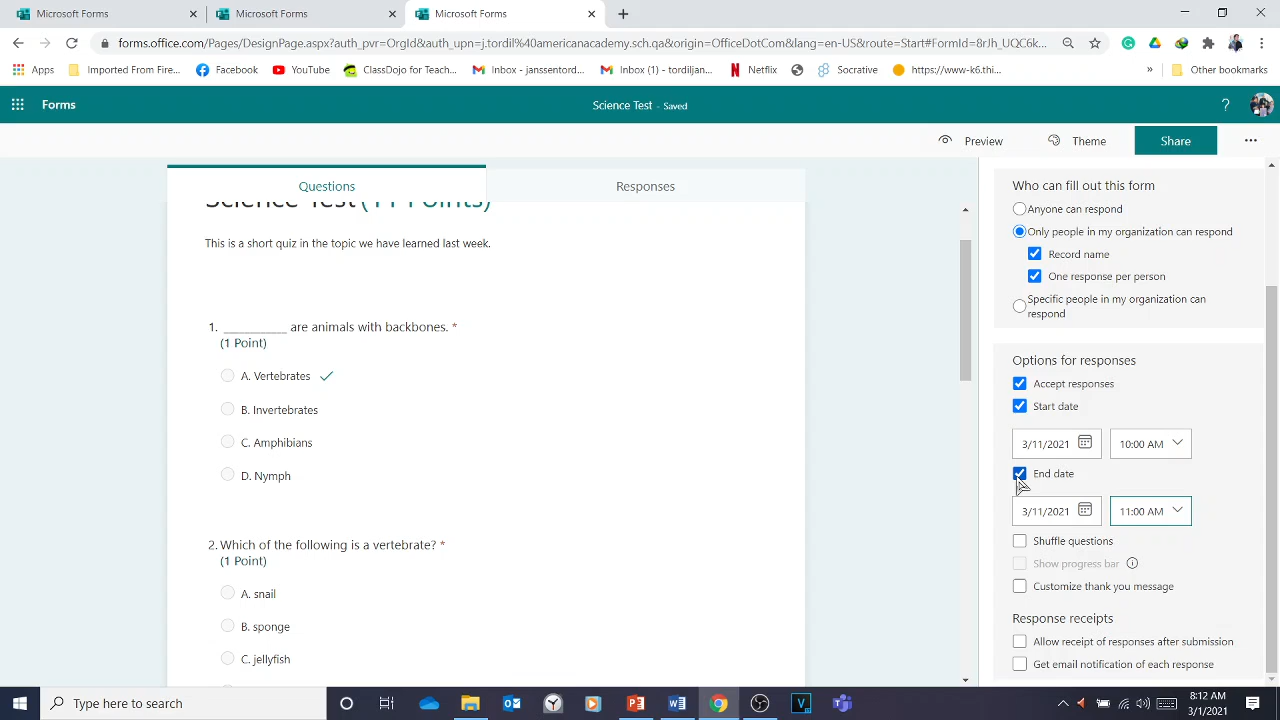 Microsoft Forms
Microsoft Forms
Microsoft Forms
forms.office.com/Pages/DesignPage.aspx?auth_pvr=OrgId&auth_upn=j.tordil%40americanacademy.sch.qa&origin=OfficeDotCom&lang=en-US&route=Start#FormId=8rJh_UQC6k...
Apps
Imported From Fire...
Facebook
YouTube
ClassDojo for Teach...
Inbox - janssentord...
Inbox (1) - tordiljan...
Netflix
Socrative
https://www-k6.thi...
»
Other bookmarks
Forms
Science Test - Saved
?
Preview
Theme
Share
...
Questions
Responses
Science Test (11 Points)
This is a short quiz in the topic we have learned last week.
1. __________ are animals with backbones. *
(1 Point)
A. Vertebrates
B. Invertebrates
C. Amphibians
D. Nymph
2. Which of the following is a vertebrate? *
(1 Point)
A. snail
B. sponge
C. jellyfish
Who can fill out this form
Anyone can respond
Only people in my organization can respond
Record name
One response per person
Specific people in my organization can
respond
Options for responses
Accept responses
Start date
3/11/2021
10:00 AM
End date
3/11/2021
11:00 AM
Shuffle questions
Show progress bar
Customize thank you message
Response receipts
Allow receipt of responses after submission
Get email notification of each response
Type here to search
8:12 AM
3/1/2021